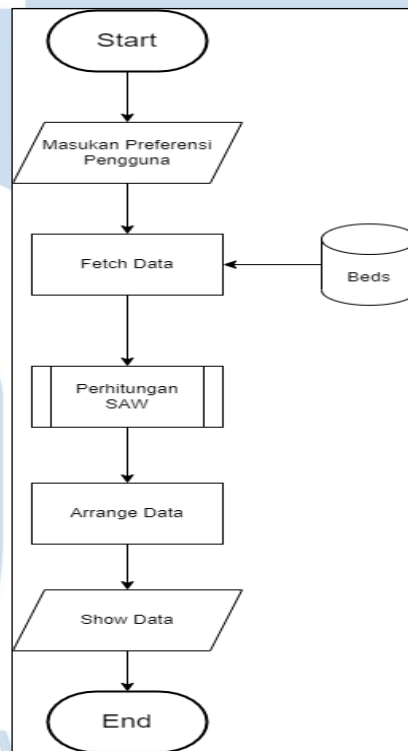 Start
Masukan Preferensi
Pengguna
Fetch Data
Beds
Perhitungan
SAW
Arrange Data
Show Data
End